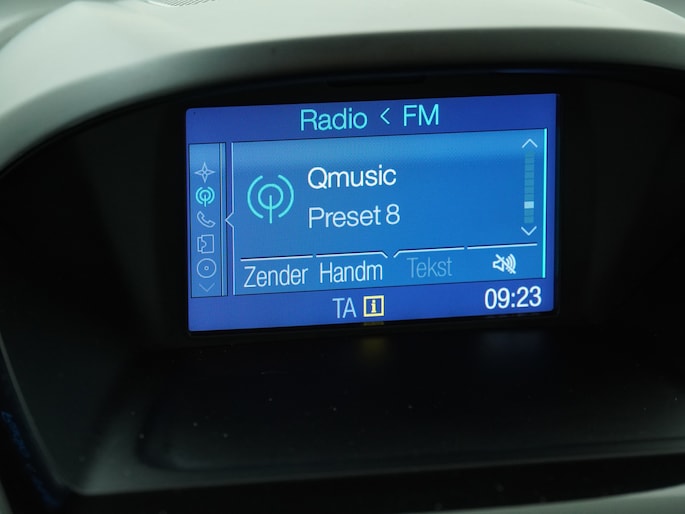 Radio < FM
Qmusic
Preset 8
Zender Handm Tekst
TA i 09:23